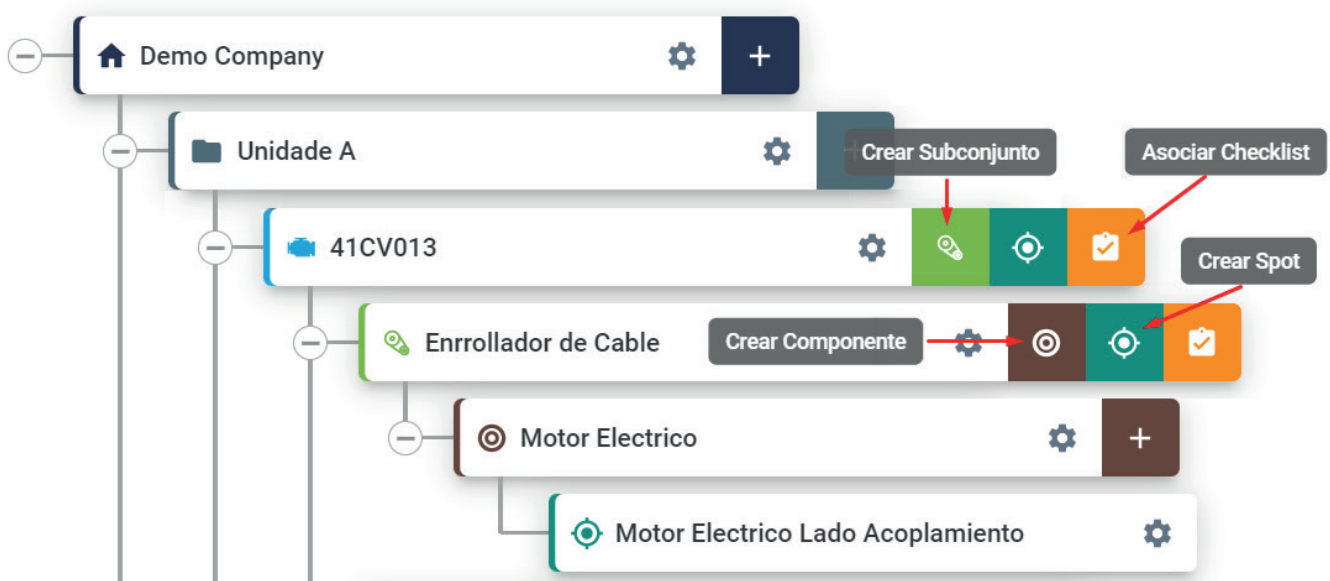 Demo Company
Unidade A
Crear Subconjunto
Asociar Checklist
41CV013
Crear Spot
Enrrollador de Cable
Crear Componente
Motor Electrico
Motor Electrico Lado Acoplamiento